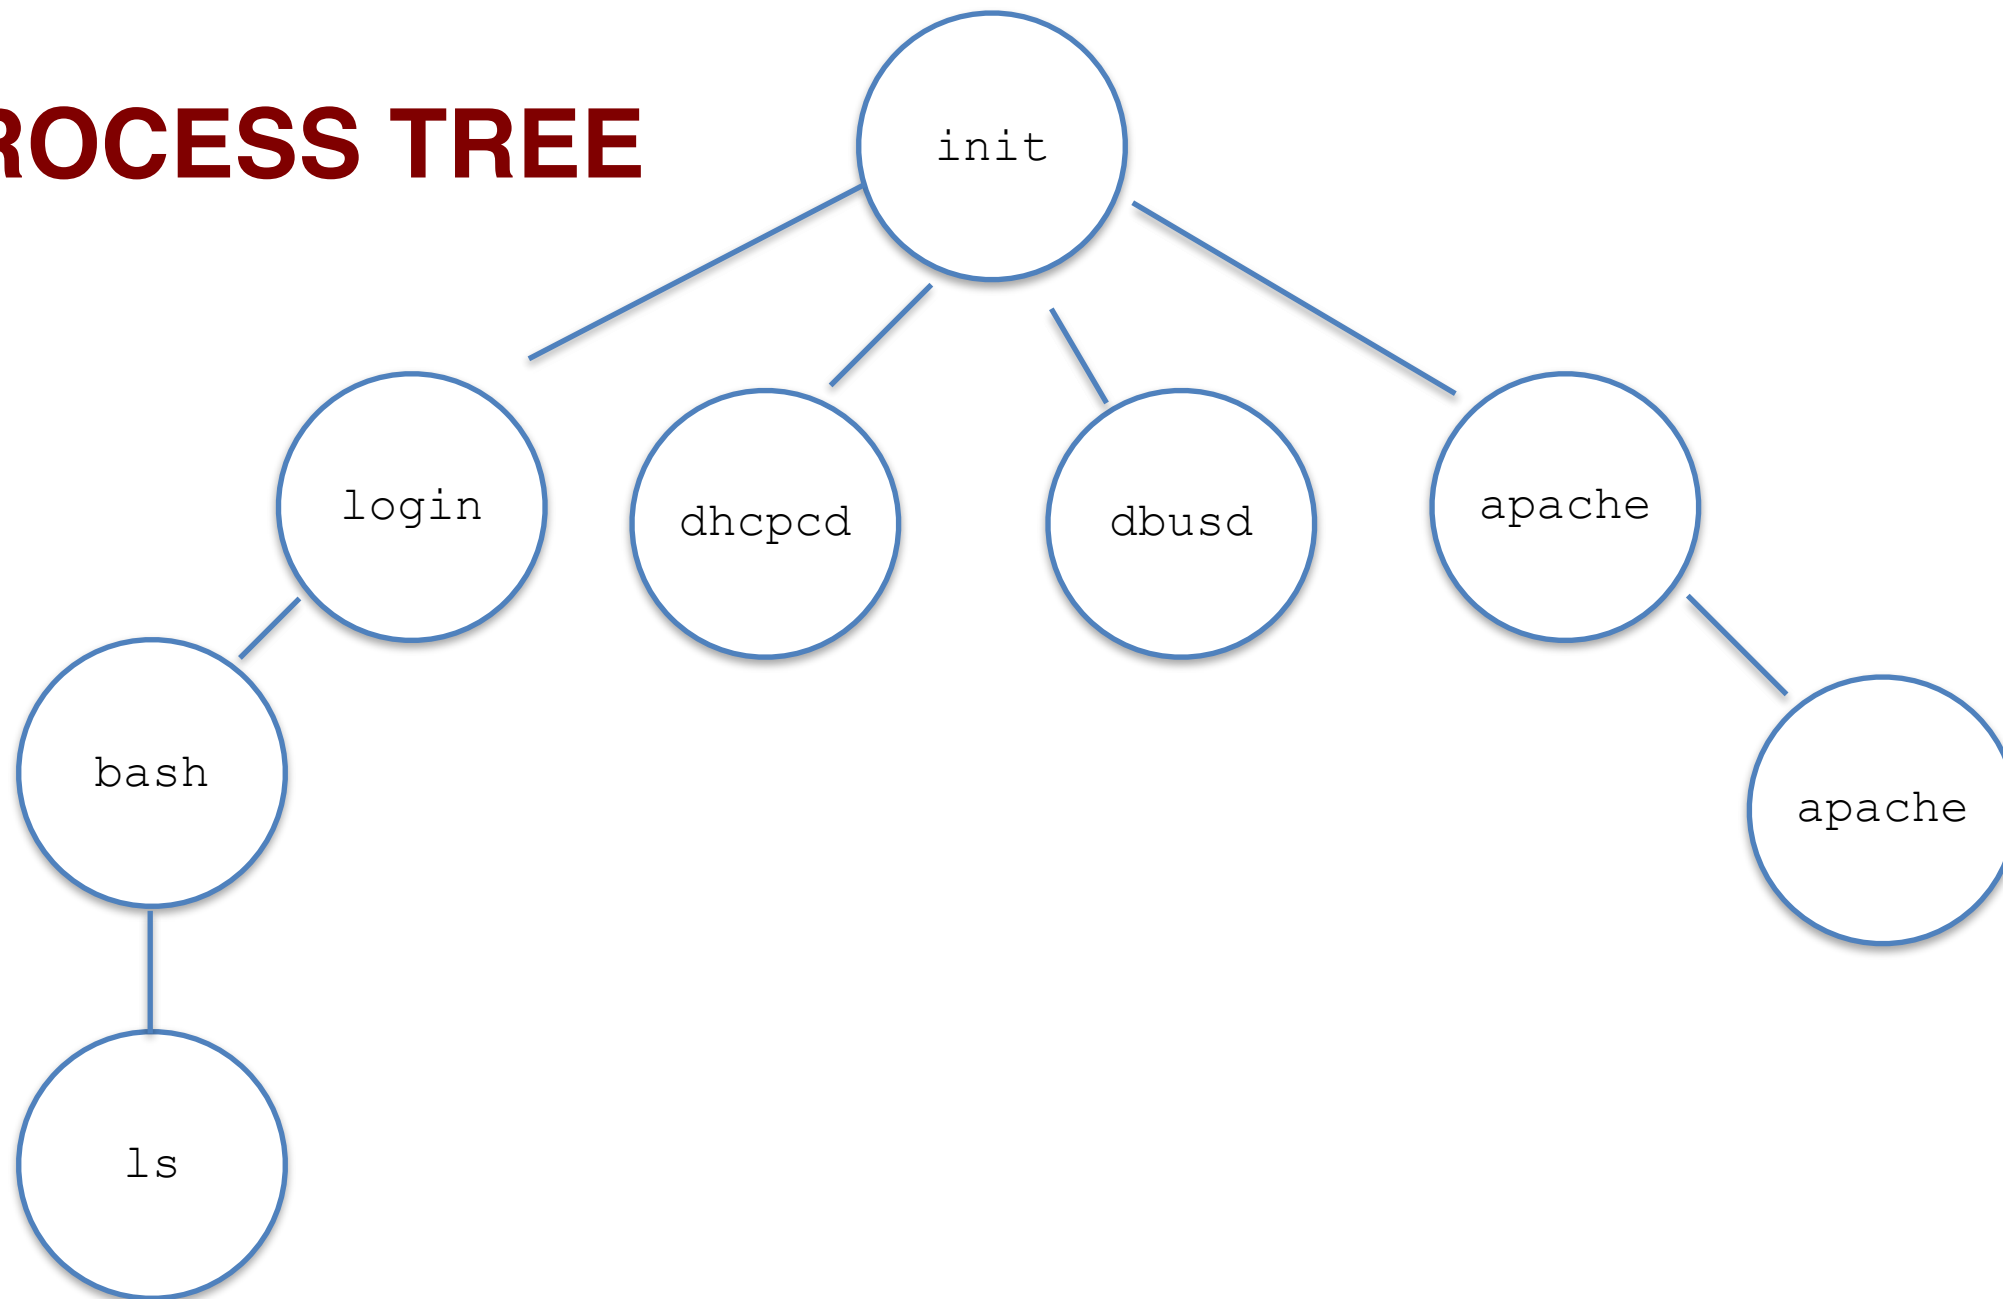 ROCESS TREE
init
login
dhcpcd
dbusd
apache
bash
apache
ls